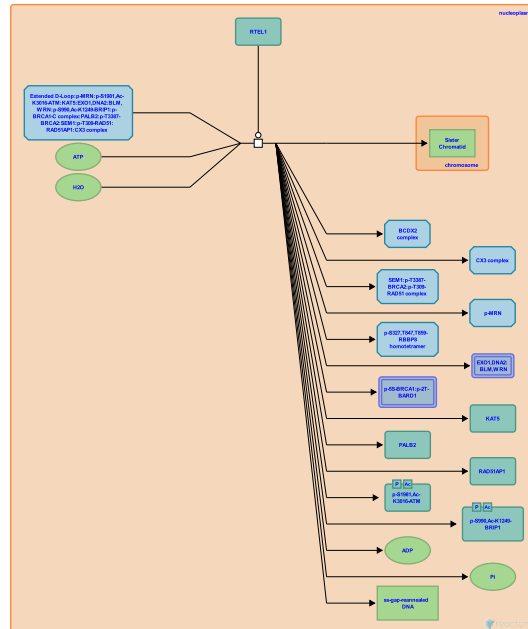 nucleoplasm
RTEL1
Extended D-Loop:p-MRN:p-S1981,Ac-
K3016-ATM:KAT5:EXO1,DNA2:BLM,
WRN:p-S990,Ac-K1249-BRIP1:p-
BRCA1-C complex:PALB2:p-T3387-
BRCA2:SEM1:p-T309-RAD51:
RAD51AP1:CX3 complex
ATP
H2O
Sister
Chromatid
chromosome
BCDX2
complex
CX3 complex
SEM1:p-T3387-
BRCA2:p-T309-
RAD51 complex
p-MRN
p-S327,T847,T859-
RBBP8
homotetramer
EXO1,DNA2:
BLM,WRN
p-6S-BRCA1:p-2T-
BARD1
KAT5
PALB2
RAD51AP1
P Ac
p-S1981,Ac-
K3016-ATM
P Ac
p-S990,Ac-K1249-
BRIP1
ADP
Pi
ss-gap-reannealed
DNA
reactome